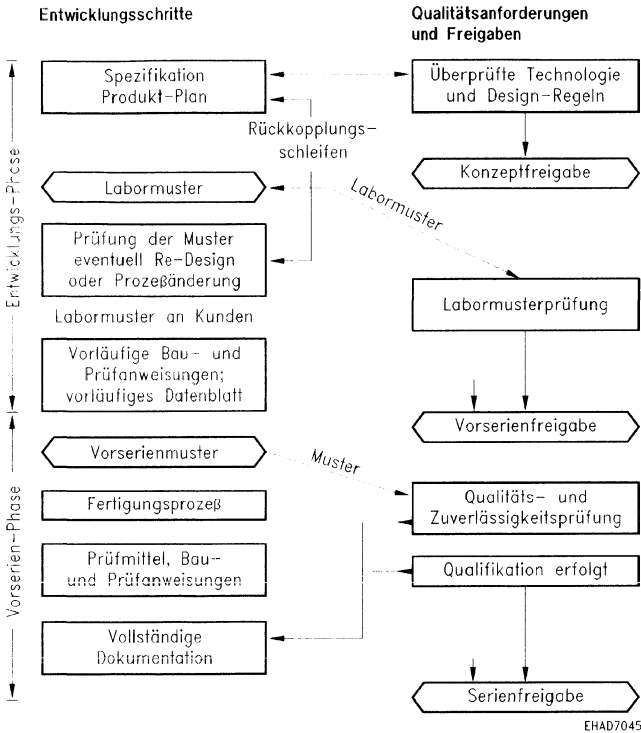 Entwicklungsschritte
Qualitätsanforderungen
und Freigaben
Entwicklungs-Phase
Spezifikation
Produkt-Plan
Überprüfte Technologie
und Design-Regeln
Rückkopplungs-
schleifen
Konzeptfreigabe
Labormuster
Labormuster
Prüfung der Muster
eventuell Re-Design
oder Prozeßänderung
Labormusterprüfung
Labormuster an Kunden
Vorläufige Bau- und
Prüfanweisungen;
vorläufiges Datenblatt
Vorserienfreigabe
Vorserien-Phase
Vorserienmuster
Muster
Qualitäts- und
Zuverlässigkeitsprüfung
Fertigungsprozeß
Prüfmittel, Bau-
und Prüfanweisungen
Qualifikation erfolgt
Vollständige
Dokumentation
Serienfreigabe
EHAD7045